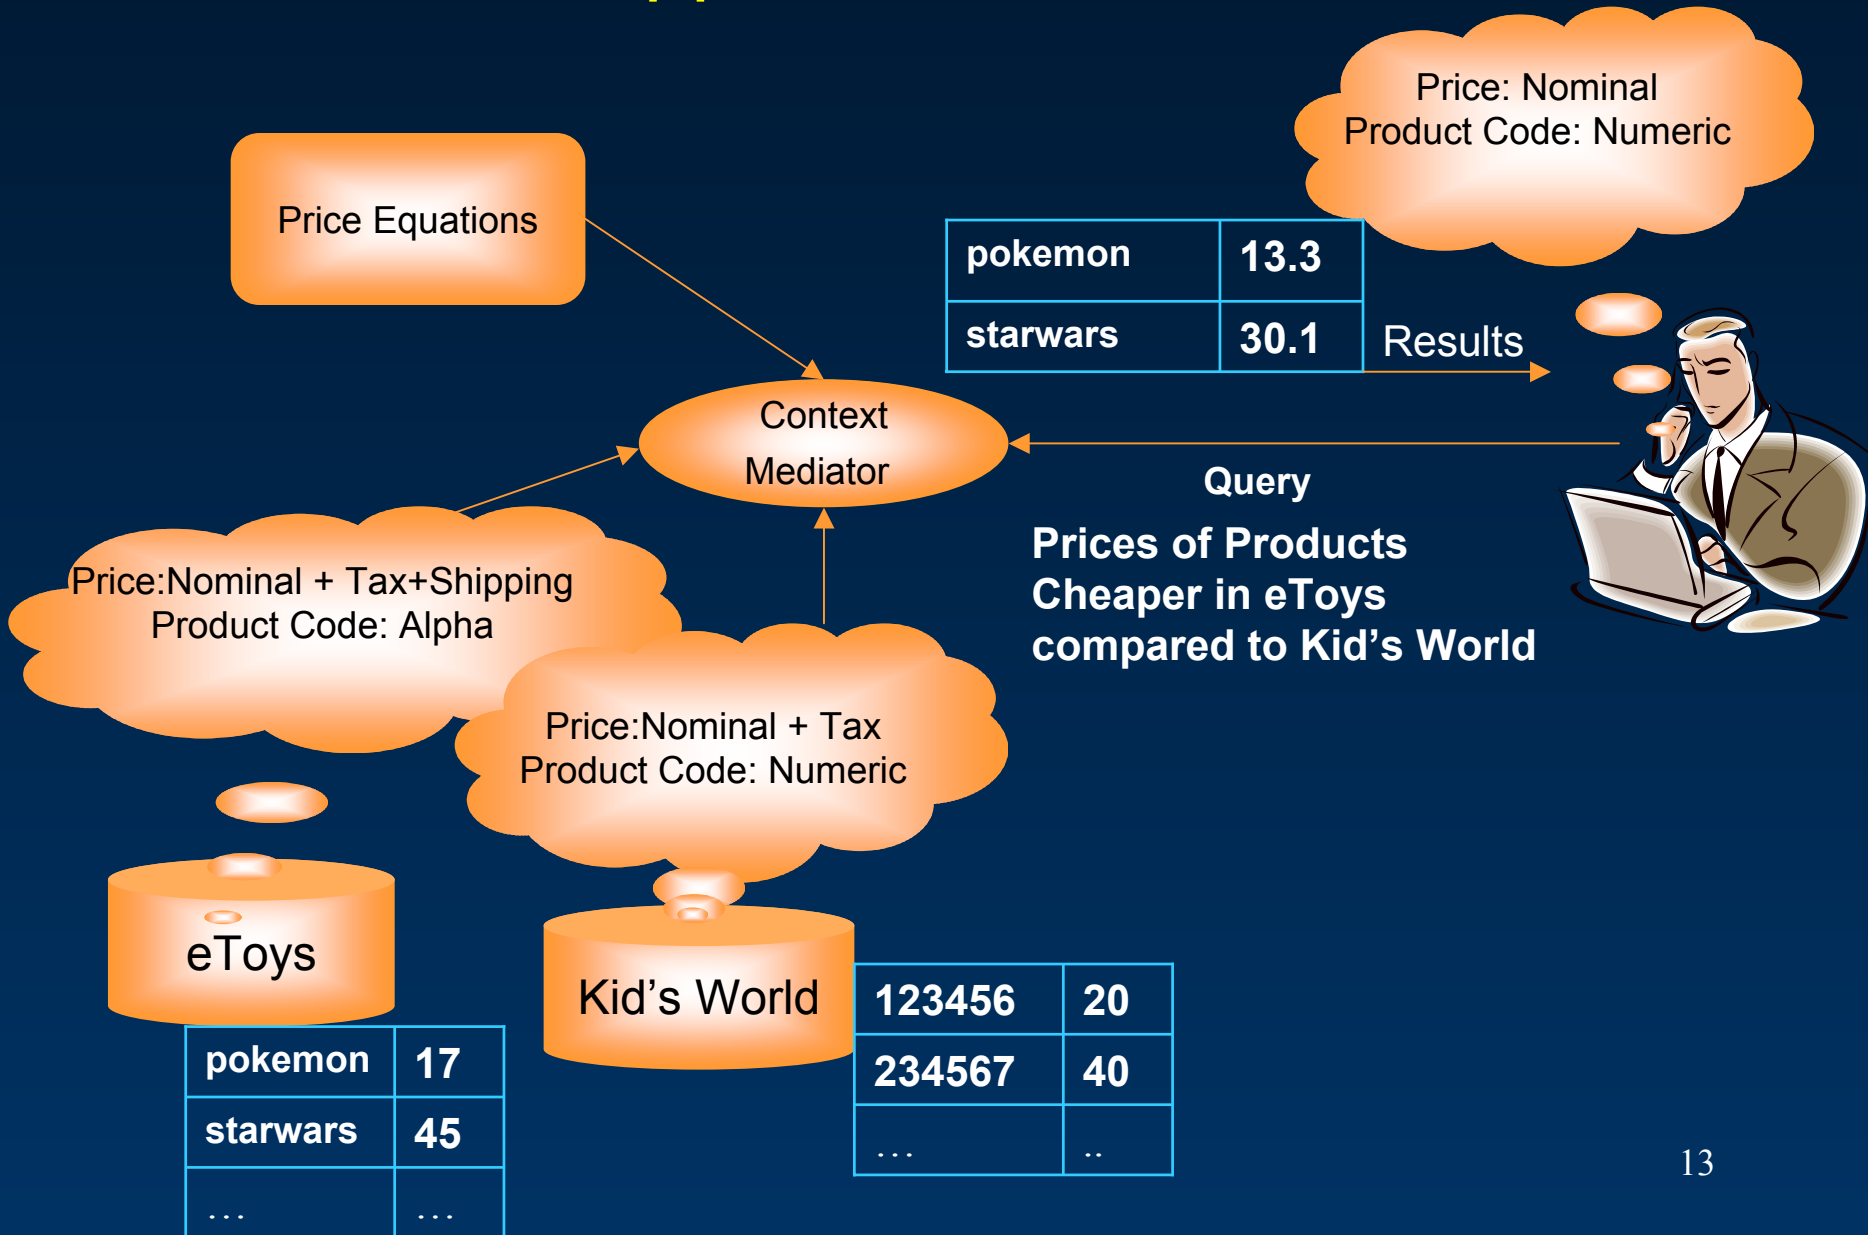 Price: Nominal
Product Code: Numeric
Price Equations
pokemon 13.3
starwars 30.1
Results
Context
Mediator
Query
Prices of Products
Cheaper in eToys
compared to Kid’s World
Price:Nominal + Tax+Shipping
Product Code: Alpha
Price:Nominal + Tax
Product Code: Numeric
eToys
Kid’s World
123456 20
234567 40
… ..
pokemon 17
starwars 45
… …
13